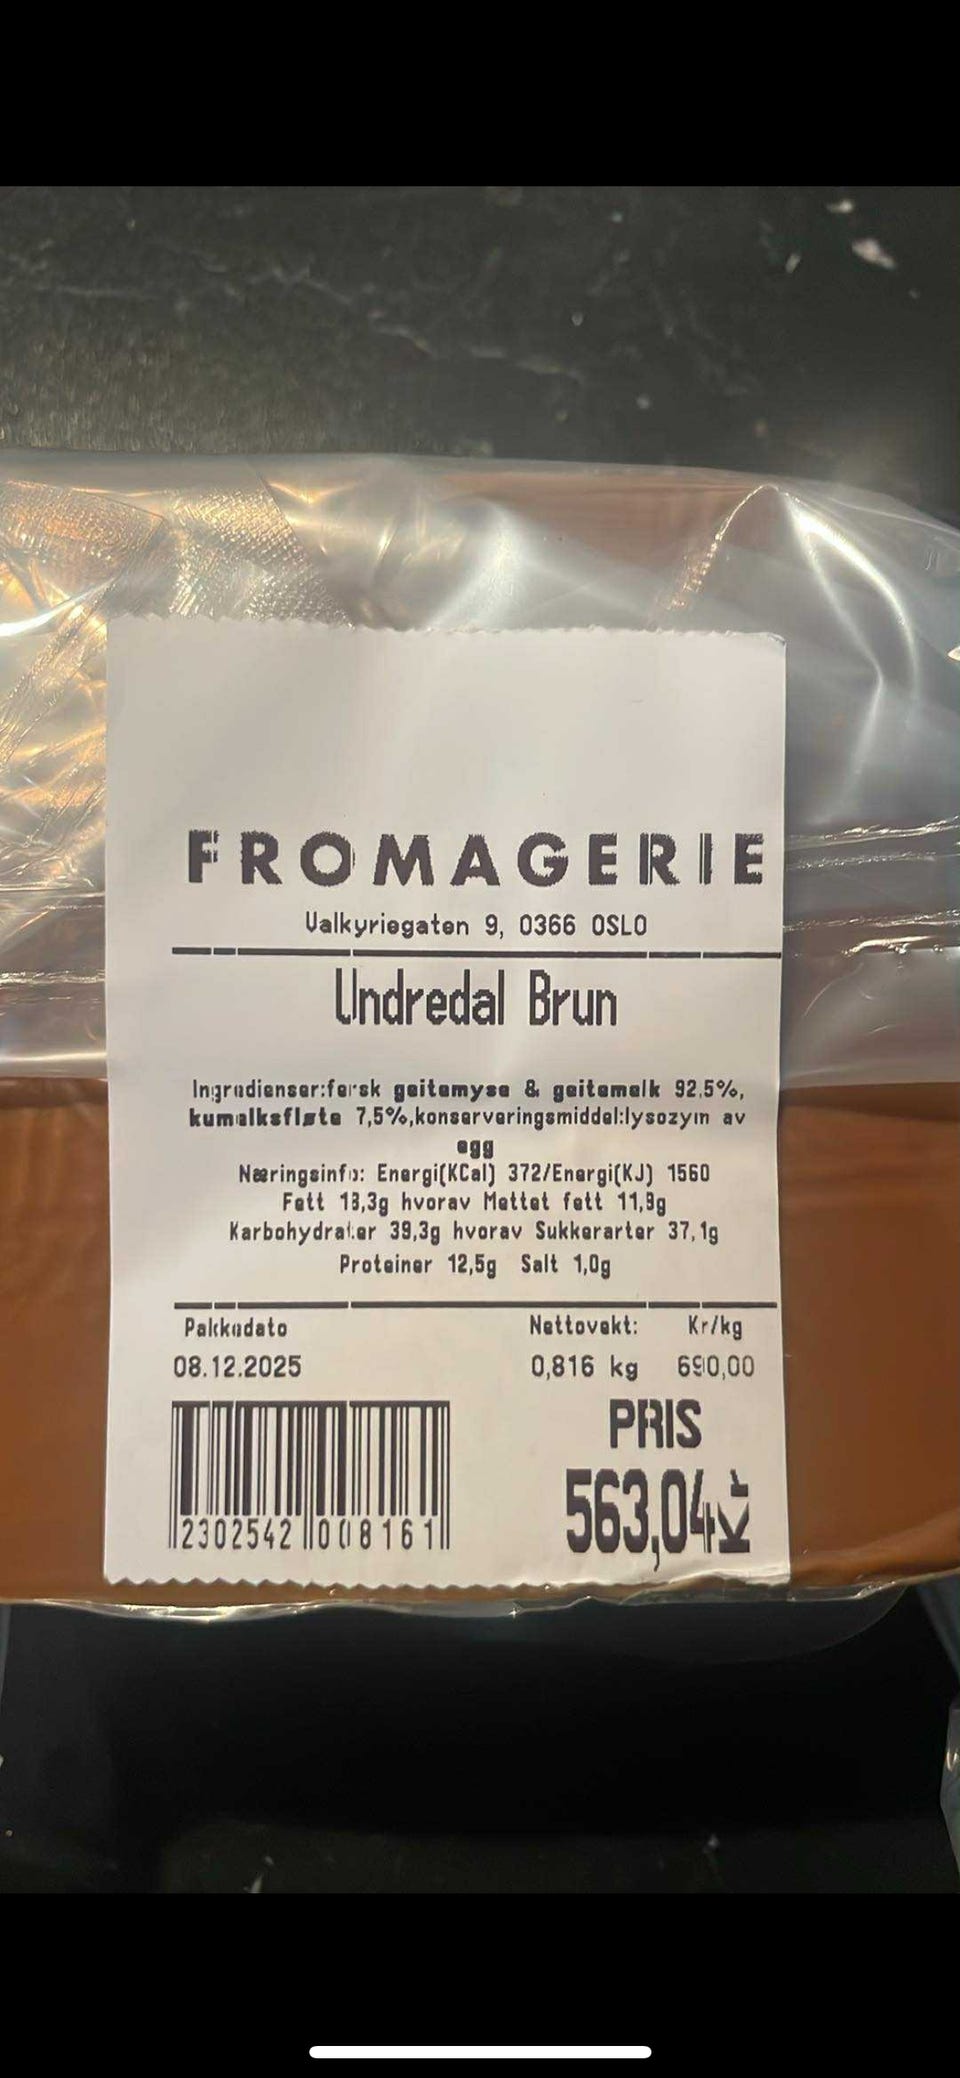 FROMAGERIE
Valkyriegaten 9, 0366 OSLO
Undredal Brun
Ingredienser:fersk geitemyse & geitemelk 92,5%,
kumelksfløte 7,5%,konserveringsmiddel:lysozym av
egg
Næringsinfo: Energi(KCal) 372/Energi(KJ) 1560
Fett 18,3g hvorav Mettet fett 11,9g
Karbohydrater 39,3g hvorav Sukkerarter 37,1g
Proteiner 12,5g Salt 1,0g
Pakkedato Nettovekt: Kr/kg
08.12.2025 0,816 kg 690,00
PRIS
563,04 Kr
2302542 008161